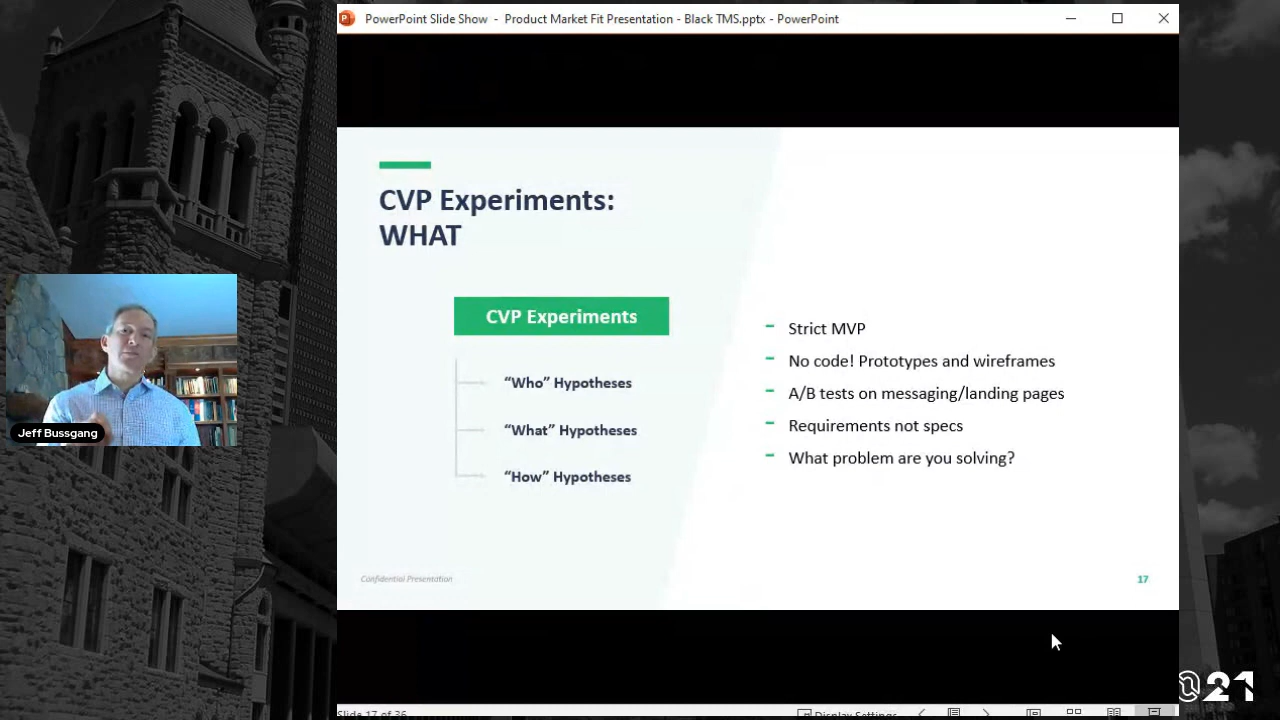 PowerPoint Slide Show - Product Market Fit Presentation - Black TMS.pptx - PowerPoint
CVP Experiments:
WHAT
CVP Experiments
“Who” Hypotheses
“What” Hypotheses
“How” Hypotheses
- Strict MVP
- No code! Prototypes and wireframes
- A/B tests on messaging/landing pages
- Requirements not specs
- What problem are you solving?
Confidential Presentation
17
Jeff Bussgang
@21
Slide 17 of 36
Display Settings